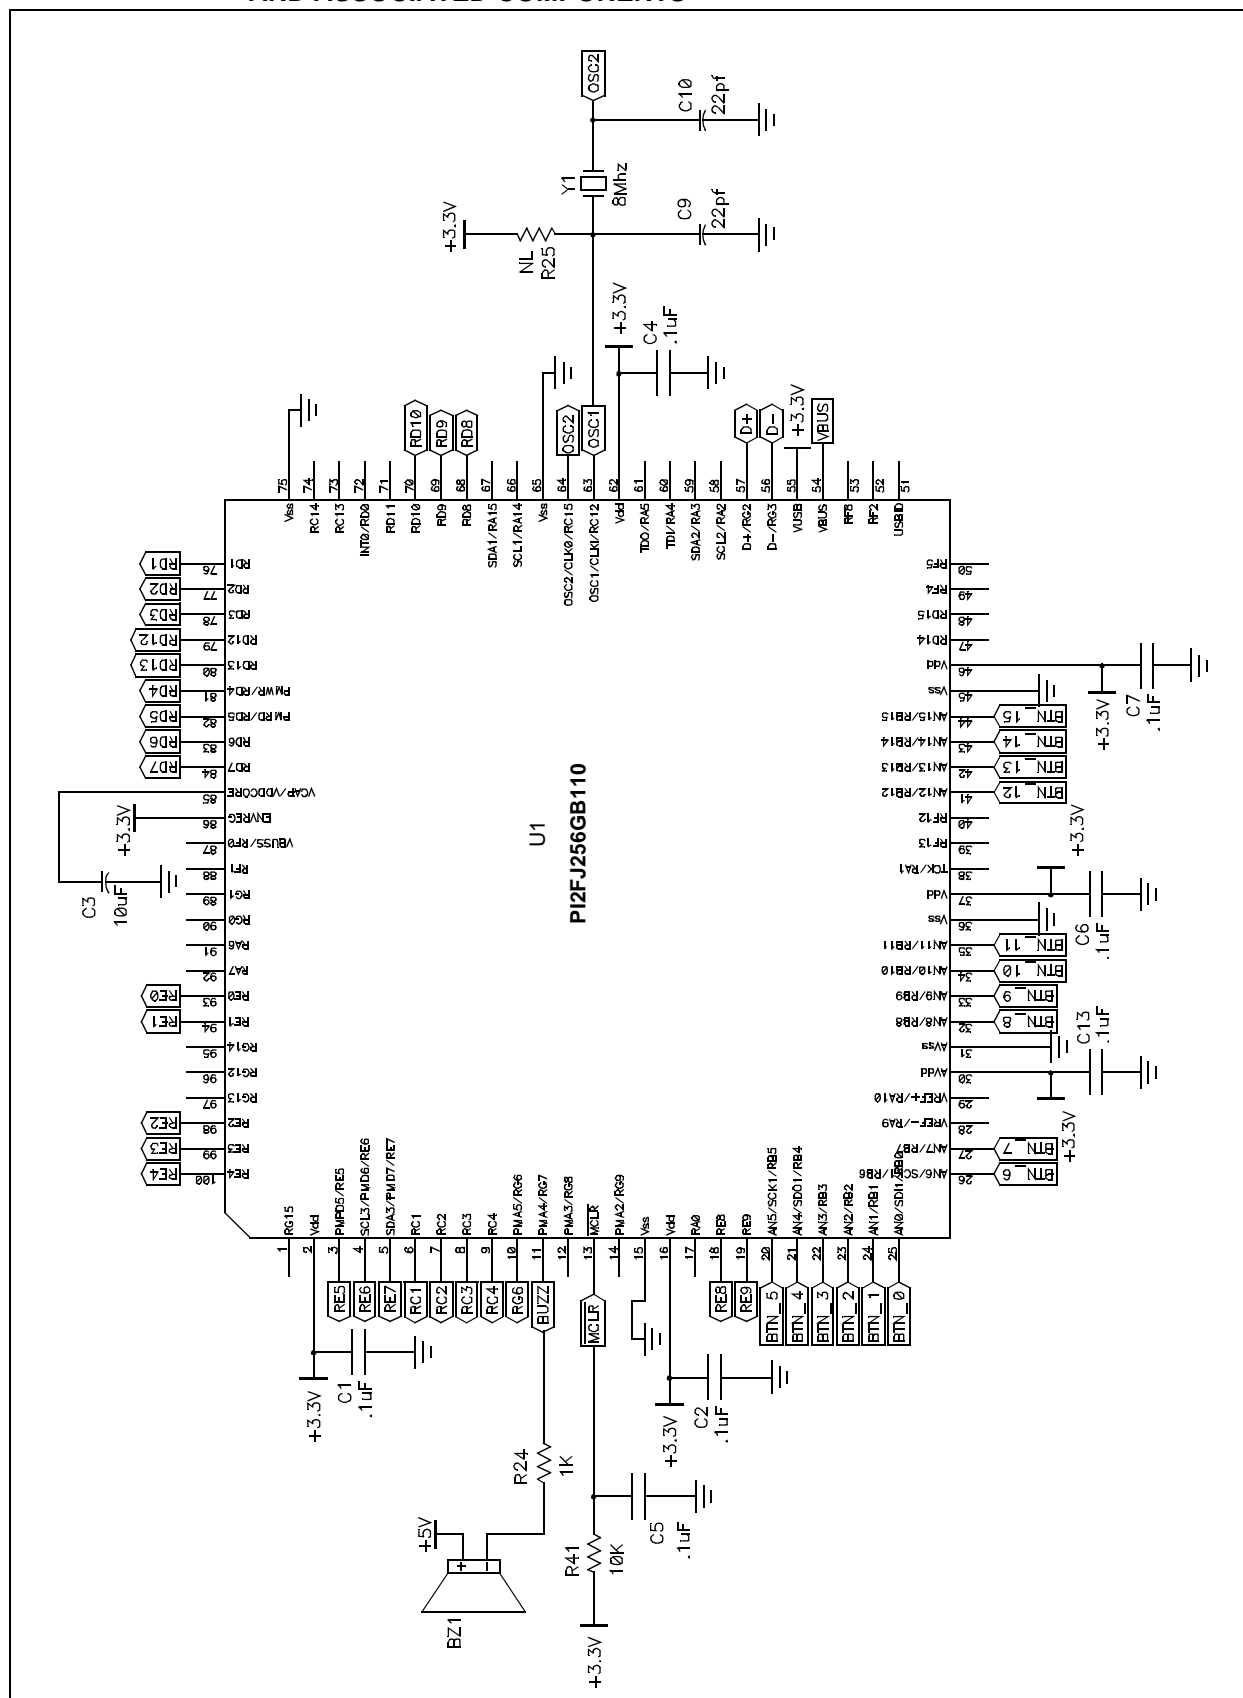 AND ASSOCIATED COMPONENTS
OSC2
C10
22pf
Y1
8Mhz
+3.3V
NL
R25
C9
22pf
+3.3V
C4
.1uF
RD10
RD9
RD8
OSC2
OSC1
D+
D-
+3.3V
VBUS
75 Vss
74 RC14
73 RC13
72 INT0/RD0
71 RD11
70 RD10
69 RD9
68 RD8
67 SDA1/RA15
66 SCL1/RA14
65 Vss
64 OSC2/CLKO/RC15
63 OSC1/CLKI/RC12
62 Vdd
61 TDO/RA5
60 TDI/RA4
59 SDA2/RA3
58 SCL2/RA2
57 D+/RG2
56 D-/RG3
55 VUSB
54 VBUS
53 RF8
52 RF2
51 USBID
RD1 76 RD1
RD2 77 RD2
RD3 78 RD3
RD12 79 RD12
RD13 80 RD13
RD4 81 PMWR/RD4
RD5 82 PMRD/RD5
RD6 83 RD6
RD7 84 RD7
85 VCAP/VDDCORE
C3
10uF
+3.3V
86 ENVREG
87 VBUSS/RF0
88 RF1
89 RG1
90 RG0
91 RA6
92 RA7
RE0 93 RE0
RE1 94 RE1
95 RG14
96 RG12
97 RG13
RE2 98 RE2
RE3 99 RE3
RE4 100 RE4
U1
PI2FJ256GB110
RF5 50
RF4 49
RD15 48
RD14 47
Vdd 46
Vss 45
AN15/RB15 44 BTN_15
AN14/RB14 43 BTN_14
AN13/RB13 42 BTN_13
AN12/RB12 41 BTN_12
RF12 40
RF13 39
TCK/RA1 38
Vdd 37
Vss 36
AN11/RB11 35 BTN_11
AN10/RB10 34 BTN_10
AN9/RB9 33 BTN_9
AN8/RB8 32 BTN_8
AVss 31
AVdd 30
VREF+/RA10 29
VREF-/RA9 28
AN7/RB7 27 BTN_7
AN6/SCK1/RB6 26 BTN_6
+3.3V
C7
.1uF
+3.3V
C6
.1uF
C13
.1uF
+3.3V
RG15 1
Vdd 2
PMPD5/RE5 3 RE5
SCL3/PMD6/RE6 4 RE6
SDA3/PMD7/RE7 5 RE7
RC1 6 RC1
RC2 7 RC2
RC3 8 RC3
RC4 9 RC4
PMA5/RG6 10 RG6
PMA4/RG7 11 BUZZ
PMA3/RG8 12
MCLR 13 MCLR
PMA2/RG9 14
Vss 15
Vdd 16
RA0 17
RE8 18 RE8
RE9 19 RE9
AN5/SCK1/RB5 20 BTN_5
AN4/SDO1/RB4 21 BTN_4
AN3/RB3 22 BTN_3
AN2/RB2 23 BTN_2
AN1/RB1 24 BTN_1
AN0/SDI1/RB0 25 BTN_0
+3.3V
C1
.1uF
+3.3V
C2
.1uF
R24
1K
+5V
BZ1
R41
10K
C5
.1uF
+3.3V